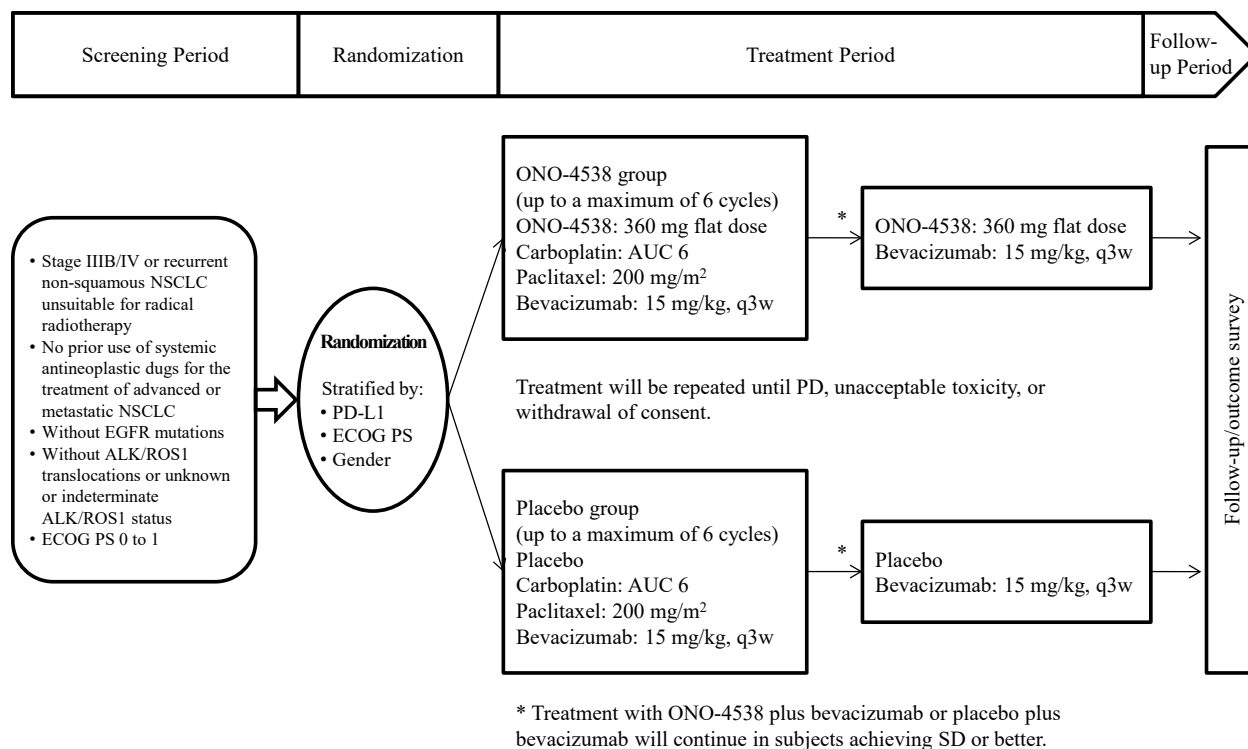 Screening Period
Randomization
Treatment Period
Follow-
up Period
• Stage IIIB/IV or recurrent
non-squamous NSCLC
unsuitable for radical
radiotherapy
• No prior use of systemic
antineoplastic dugs for the
treatment of advanced or
metastatic NSCLC
• Without EGFR mutations
• Without ALK/ROS1
translocations or unknown
or indeterminate
ALK/ROS1 status
• ECOG PS 0 to 1
Randomization
Stratified by:
• PD-L1
• ECOG PS
• Gender
ONO-4538 group
(up to a maximum of 6 cycles)
ONO-4538: 360 mg flat dose
Carboplatin: AUC 6
Paclitaxel: 200 mg/m²
Bevacizumab: 15 mg/kg, q3w
*
ONO-4538: 360 mg flat dose
Bevacizumab: 15 mg/kg, q3w
Treatment will be repeated until PD, unacceptable toxicity, or
withdrawal of consent.
Placebo group
(up to a maximum of 6 cycles)
Placebo
Carboplatin: AUC 6
Paclitaxel: 200 mg/m²
Bevacizumab: 15 mg/kg, q3w
*
Placebo
Bevacizumab: 15 mg/kg, q3w
Follow-up/outcome survey
* Treatment with ONO-4538 plus bevacizumab or placebo plus
bevacizumab will continue in subjects achieving SD or better.